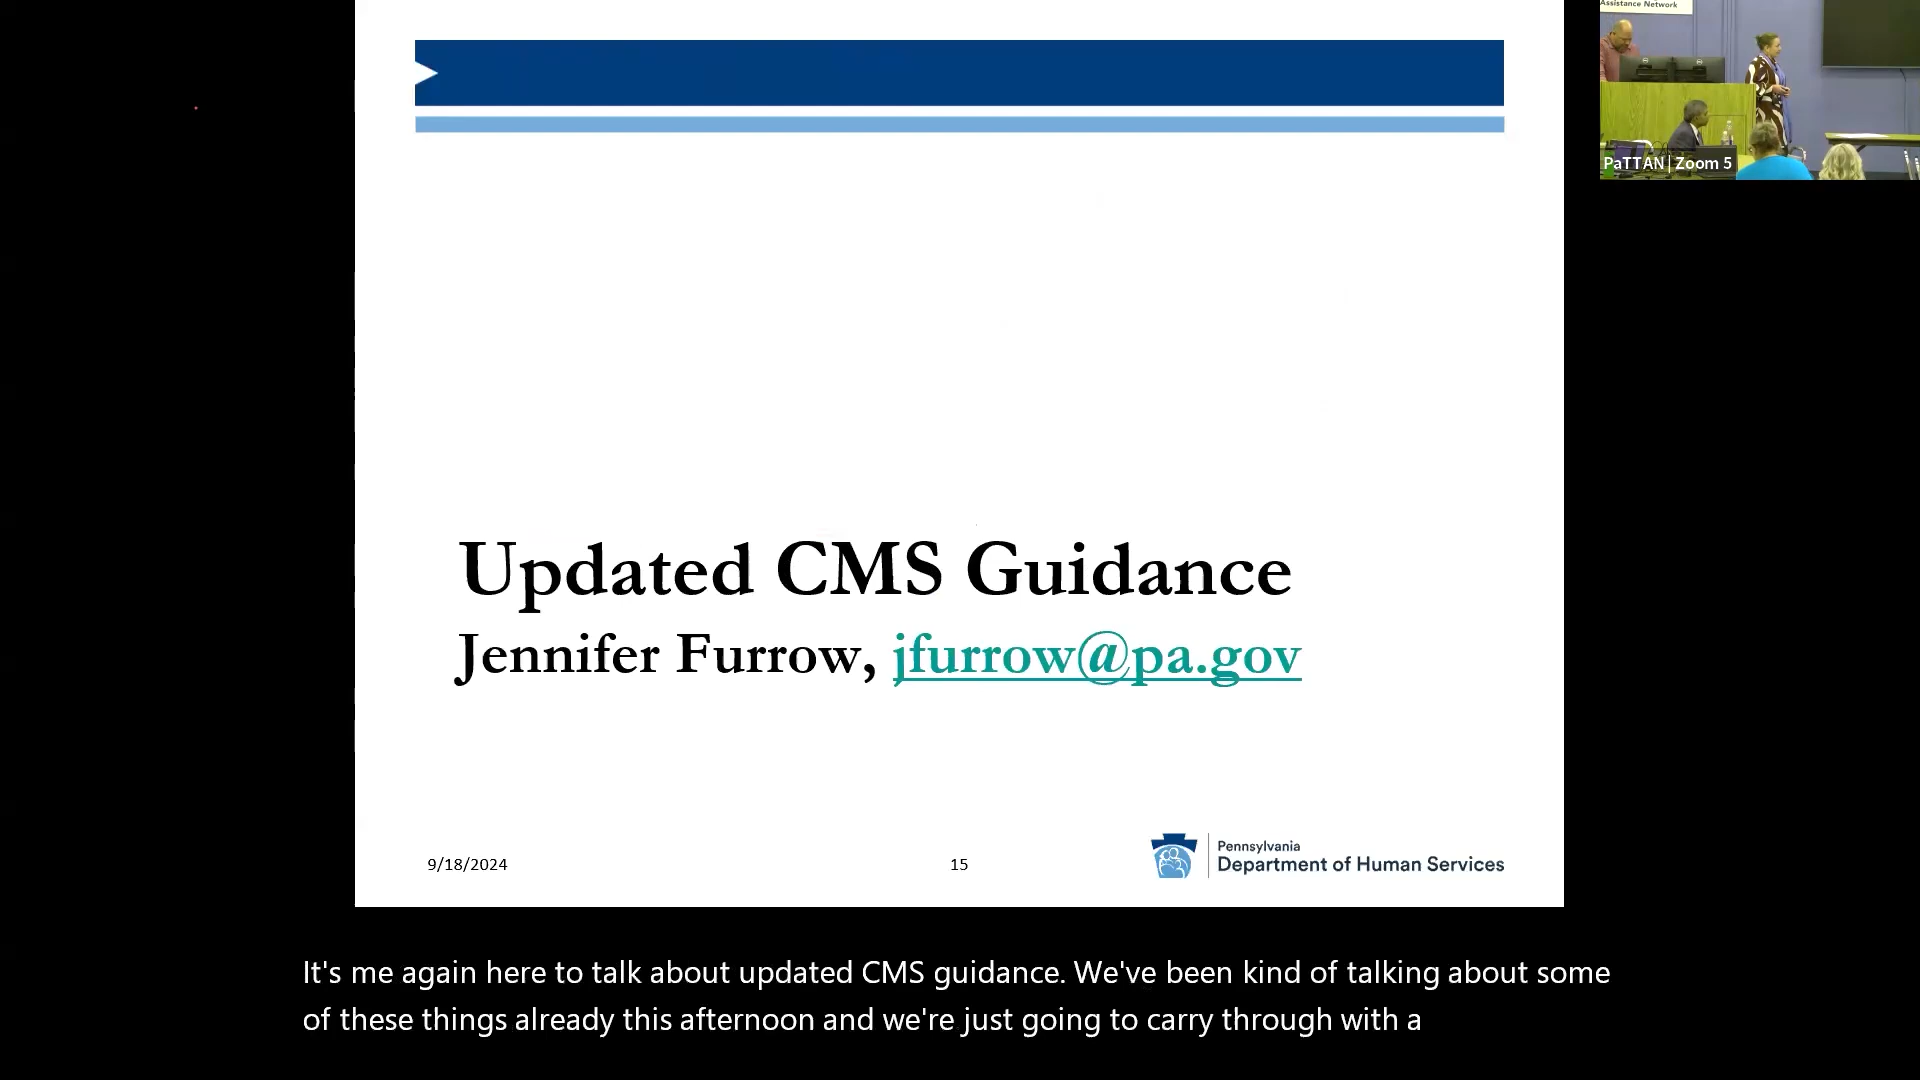 Assistance Network
PaTTAN | Zoom 5
Updated CMS Guidance
Jennifer Furrow, jfurrow@pa.gov
9/18/2024
15
Pennsylvania
Department of Human Services
It's me again here to talk about updated CMS guidance. We've been kind of talking about some
of these things already this afternoon and we're just going to carry through with a